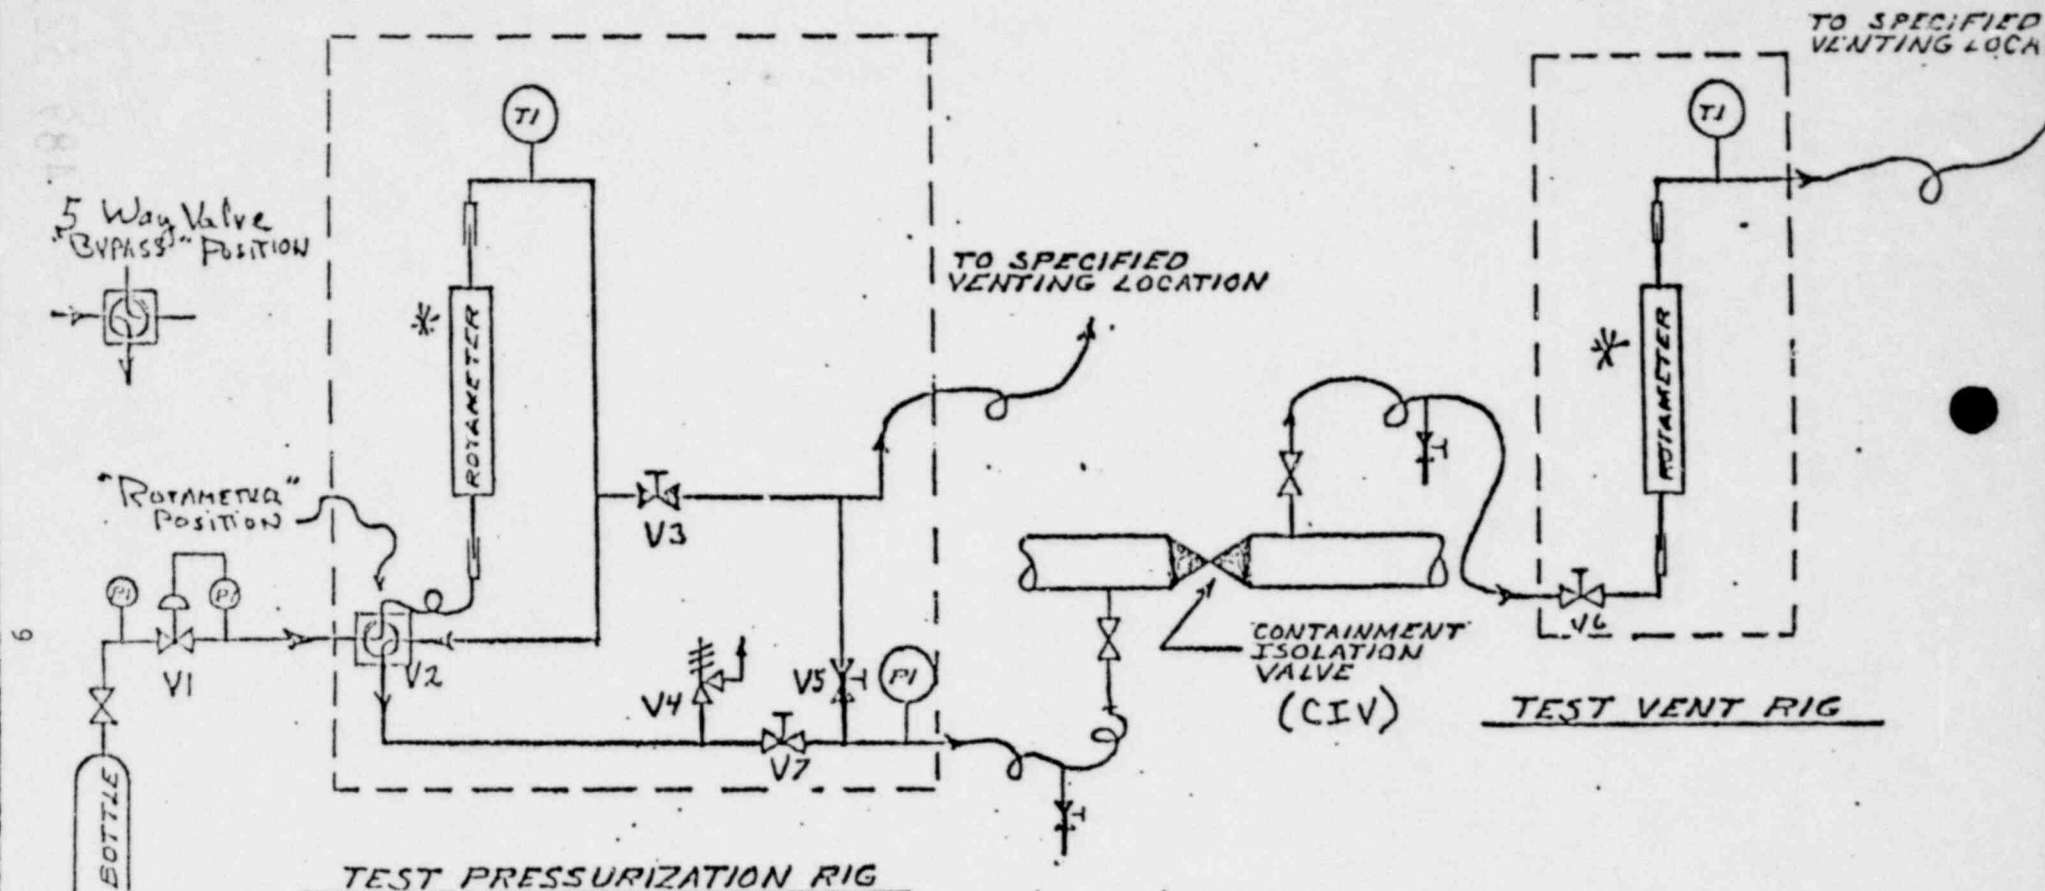 TO SPECIFIED
VENTING LOCA
TI
TI
5 Way Valve
"BYPASS" POSITION
TO SPECIFIED
VENTING LOCATION
ROTAMETER
*
ROTAMETER
*
"ROTAMETER"
POSITION
V3
PI
PI
V1
V2
V4
V5
PI
V7
V6
CONTAINMENT
ISOLATION
VALVE
(CIV)
TEST VENT RIG
BOTTLE
TEST PRESSURIZATION RIG
9